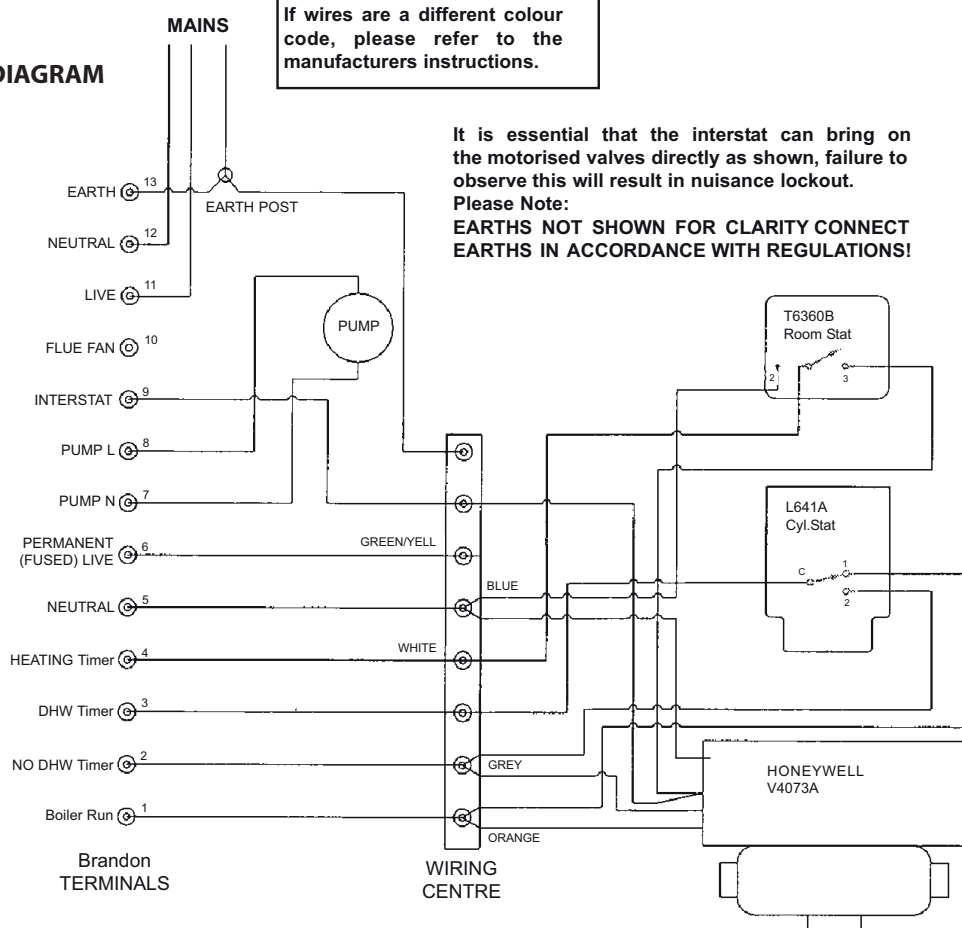 If wires are a different colour
code, please refer to the
manufacturers instructions.
MAINS
DIAGRAM
It is essential that the interstat can bring on
the motorised valves directly as shown, failure to
observe this will result in nuisance lockout.
Please Note:
EARTHS NOT SHOWN FOR CLARITY CONNECT
EARTHS IN ACCORDANCE WITH REGULATIONS!
EARTH 13
EARTH POST
NEUTRAL 12
LIVE 11
FLUE FAN 10
INTERSTAT 9
PUMP L 8
PUMP N 7
PERMANENT
(FUSED) LIVE 6
NEUTRAL 5
HEATING Timer 4
DHW Timer 3
NO DHW Timer 2
Boiler Run 1
Brandon
TERMINALS
PUMP
GREEN/YELL
BLUE
WHITE
GREY
ORANGE
WIRING
CENTRE
T6360B
Room Stat
2
3
L641A
Cyl.Stat
C
1
2
HONEYWELL
V4073A